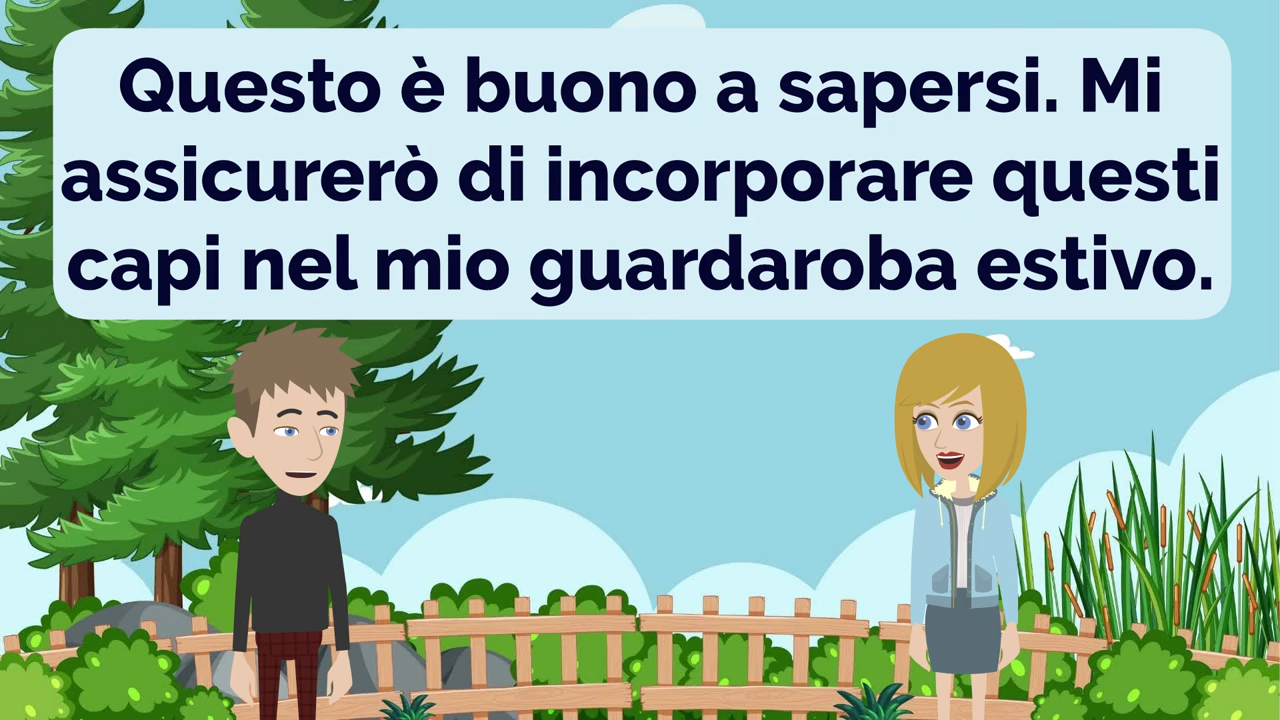 Questo è buono a sapersi. Mi
assicurerò di incorporare questi
capi nel mio guardaroba estivo.